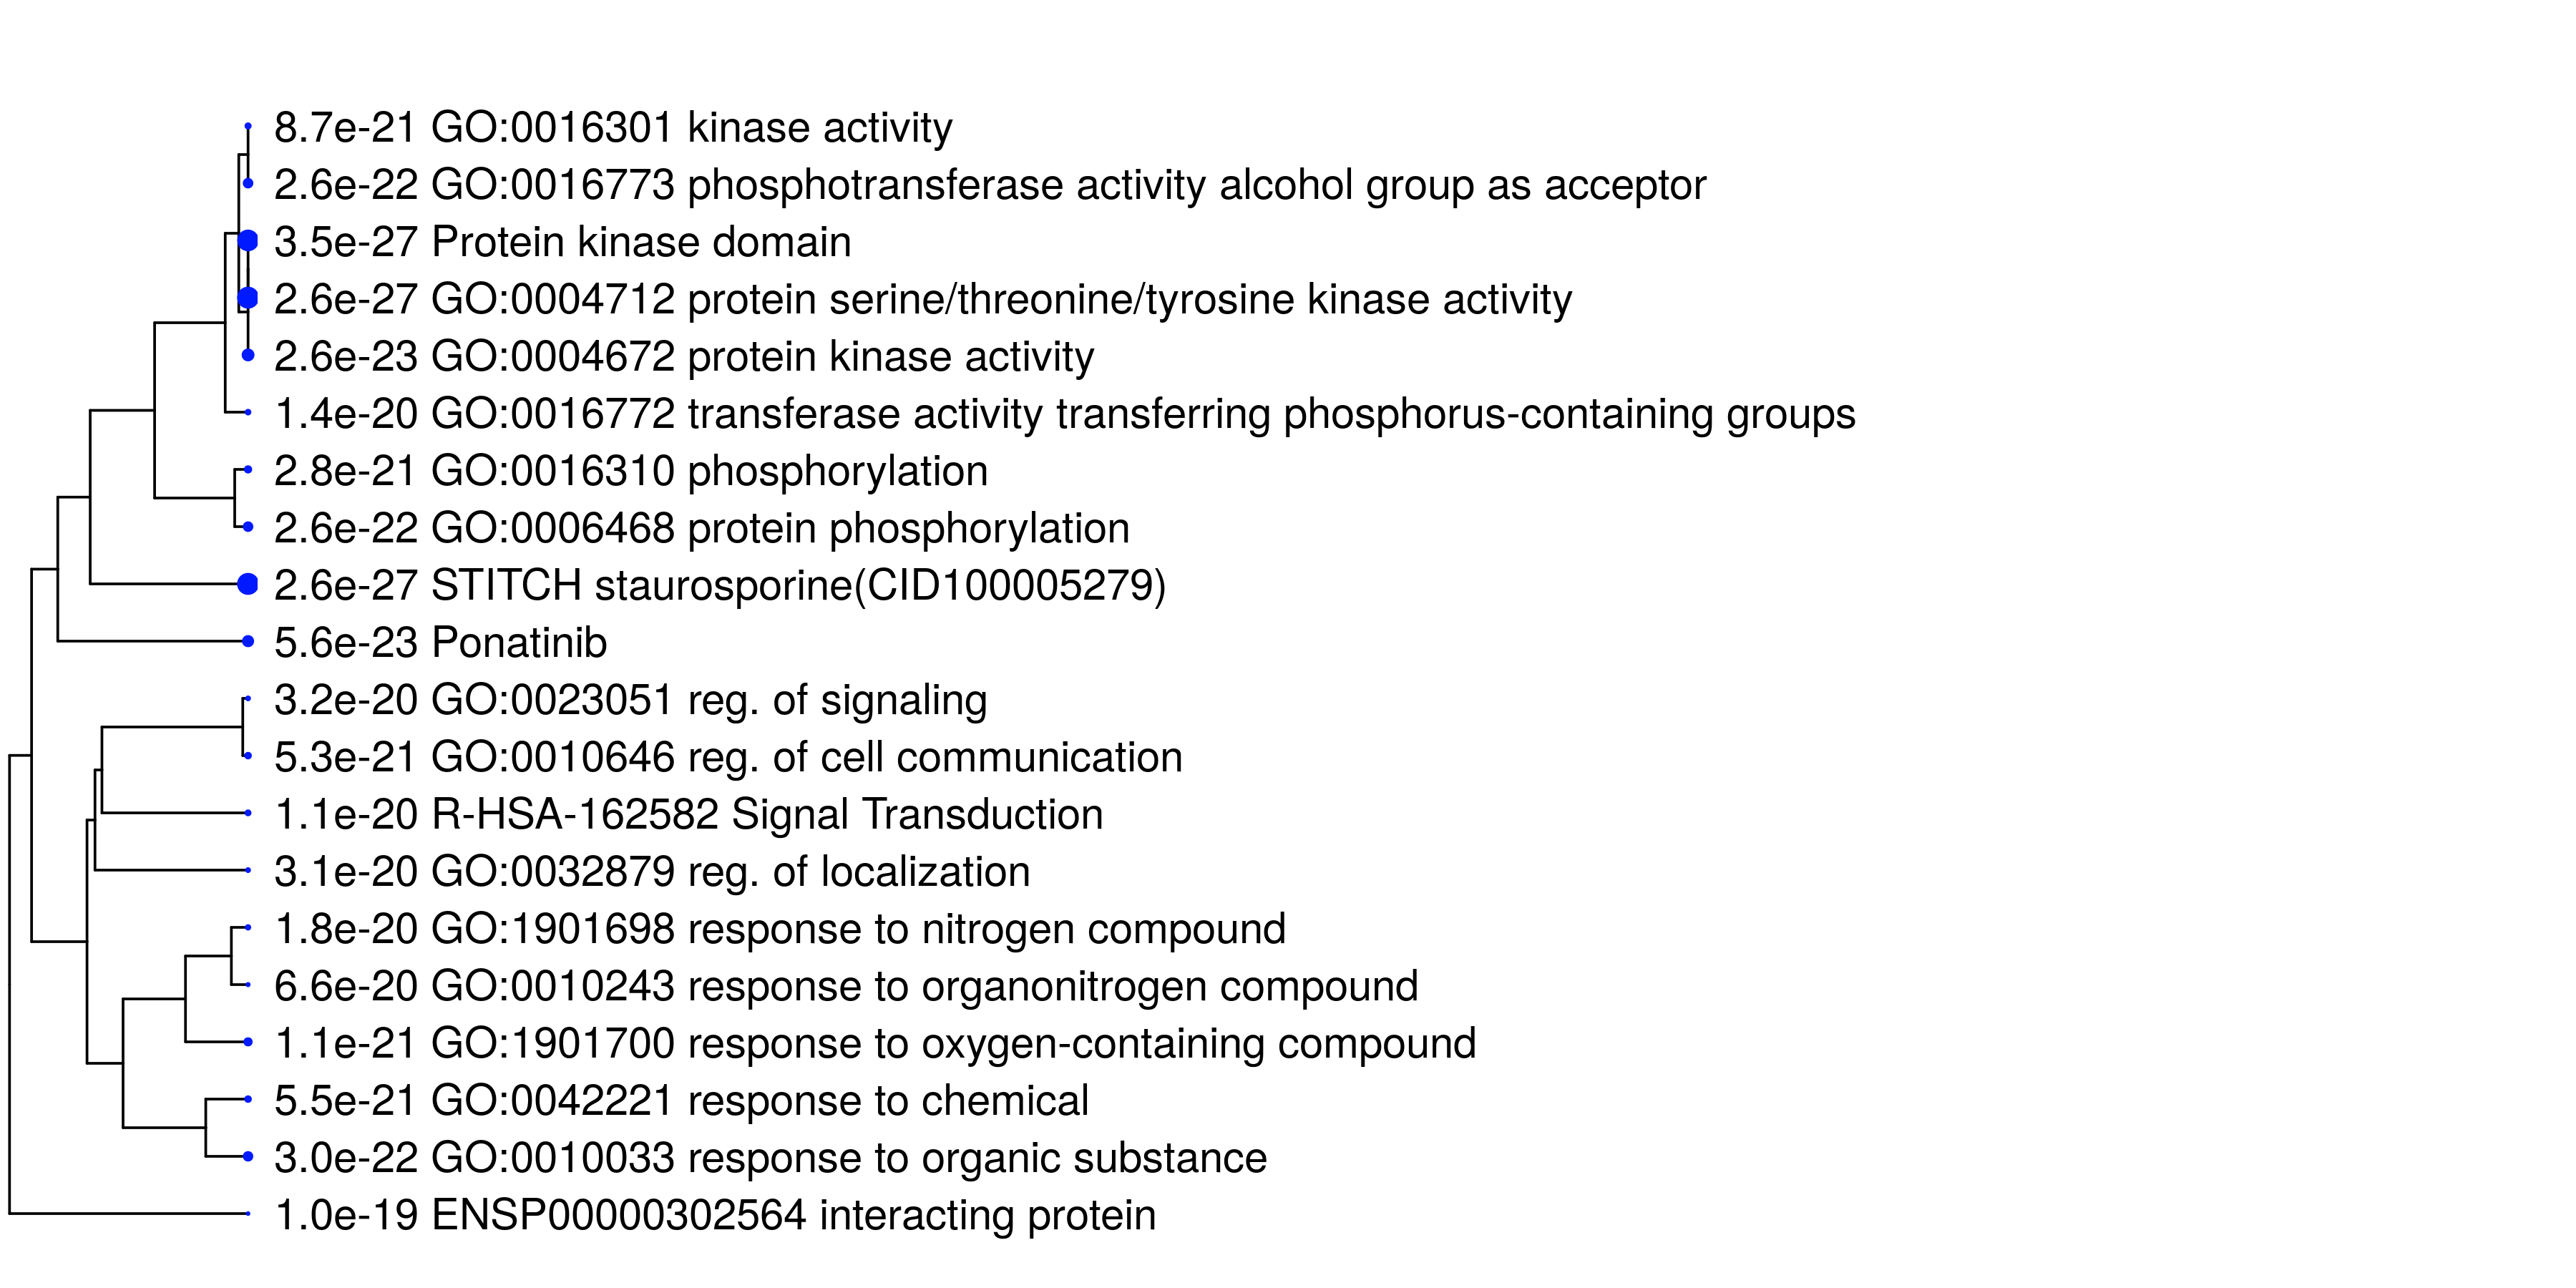 8.7e-21 GO:0016301 kinase activity
2.6e-22 GO:0016773 phosphotransferase activity alcohol group as acceptor
3.5e-27 Protein kinase domain
2.6e-27 GO:0004712 protein serine/threonine/tyrosine kinase activity
2.6e-23 GO:0004672 protein kinase activity
1.4e-20 GO:0016772 transferase activity transferring phosphorus-containing groups
2.8e-21 GO:0016310 phosphorylation
2.6e-22 GO:0006468 protein phosphorylation
2.6e-27 STITCH staurosporine(CID100005279)
5.6e-23 Ponatinib
3.2e-20 GO:0023051 reg. of signaling
5.3e-21 GO:0010646 reg. of cell communication
1.1e-20 R-HSA-162582 Signal Transduction
3.1e-20 GO:0032879 reg. of localization
1.8e-20 GO:1901698 response to nitrogen compound
6.6e-20 GO:0010243 response to organonitrogen compound
1.1e-21 GO:1901700 response to oxygen-containing compound
5.5e-21 GO:0042221 response to chemical
3.0e-22 GO:0010033 response to organic substance
1.0e-19 ENSP00000302564 interacting protein